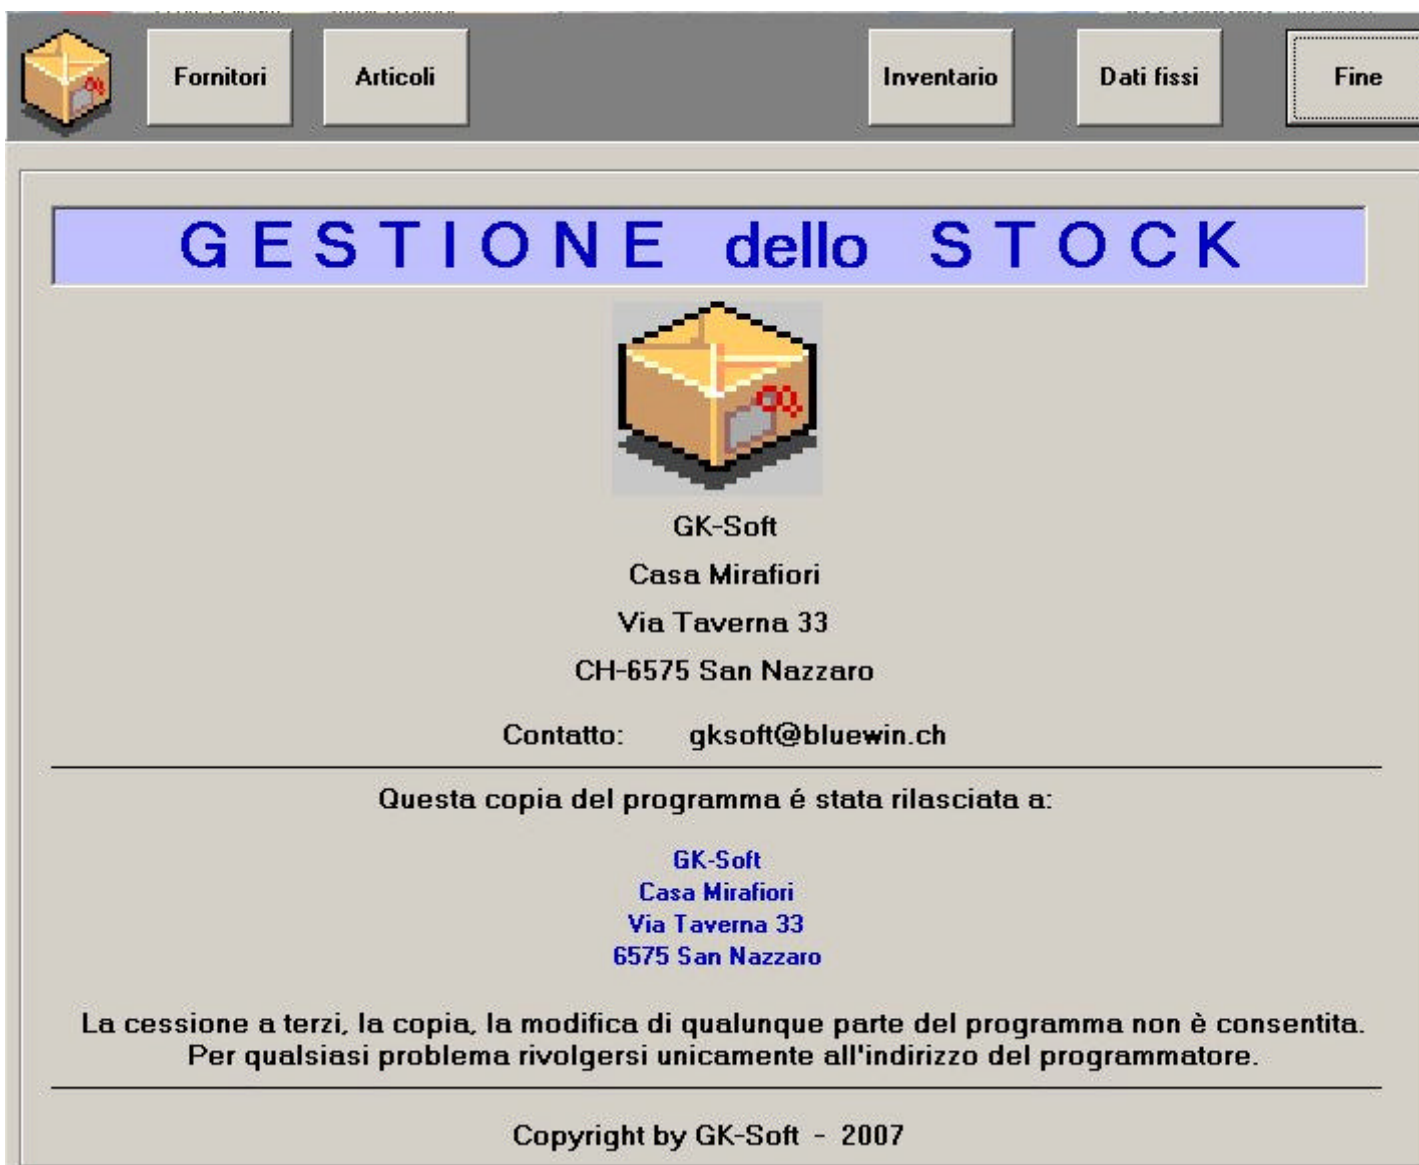 Fornitori Articoli Inventario Dati fissi Fine
G E S T I O N E dello S T O C K
GK-Soft
Casa Mirafiori
Via Taverna 33
CH-6575 San Nazzaro
Contatto: gksoft@bluewin.ch
Questa copia del programma é stata rilasciata a:
GK-Soft
Casa Mirafiori
Via Taverna 33
6575 San Nazzaro
La cessione a terzi, la copia, la modifica di qualunque parte del programma non è consentita.
Per qualsiasi problema rivolgersi unicamente all'indirizzo del programmatore.
Copyright by GK-Soft - 2007